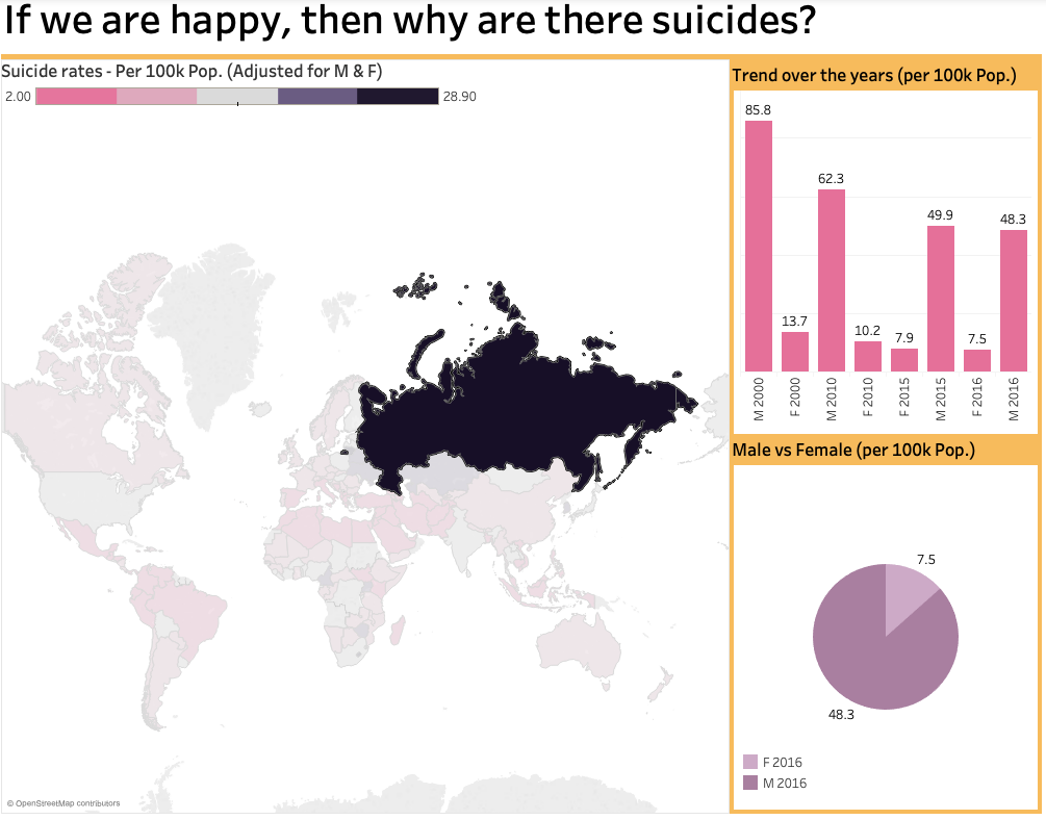 If we are happy, then why are there suicides?
Suicide rates - Per 100k Pop. (Adjusted for M & F)
2.00
28.90
© OpenStreetMap contributors
Trend over the years (per 100k Pop.)
85.8
13.7
62.3
10.2
7.9
49.9
7.5
48.3
M 2000
F 2000
M 2010
F 2010
F 2015
M 2015
F 2016
M 2016
Male vs Female (per 100k Pop.)
7.5
48.3
F 2016
M 2016